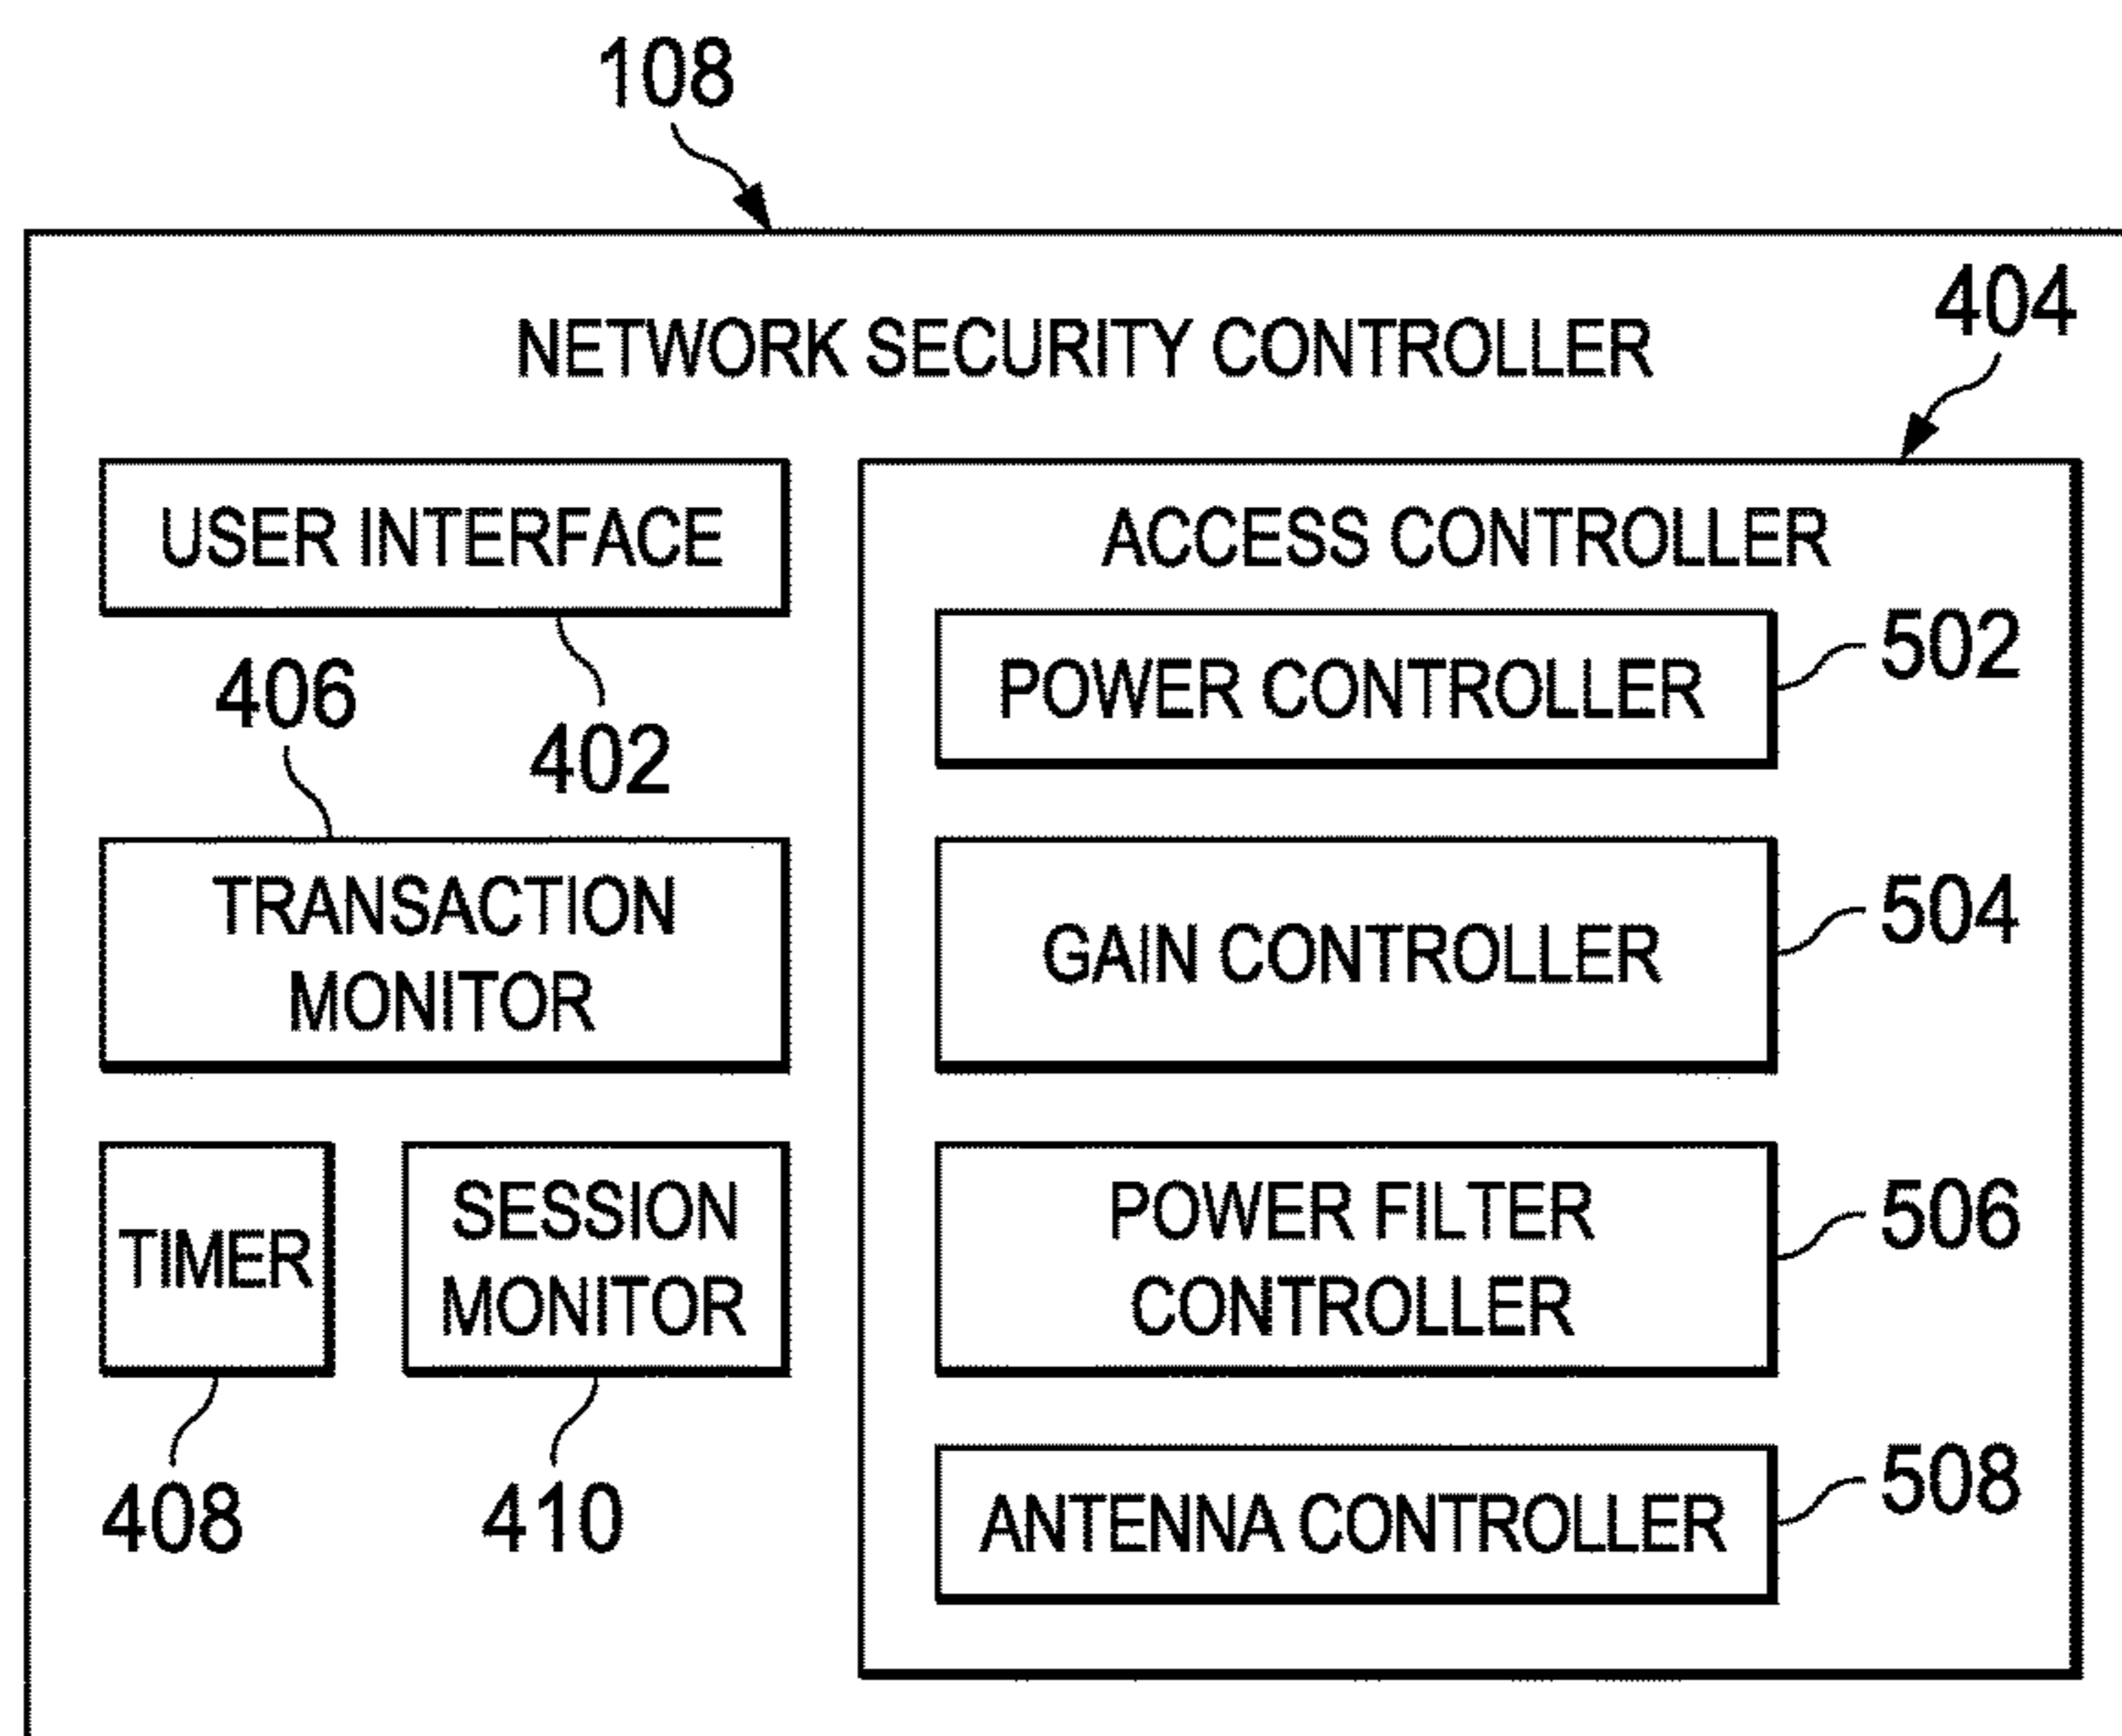 108
NETWORK SECURITY CONTROLLER
404
USER INTERFACE
402
406
TRANSACTION
MONITOR
TIMER
408
SESSION
MONITOR
410
ACCESS CONTROLLER
POWER CONTROLLER
502
GAIN CONTROLLER
504
POWER FILTER
CONTROLLER
506
ANTENNA CONTROLLER
508